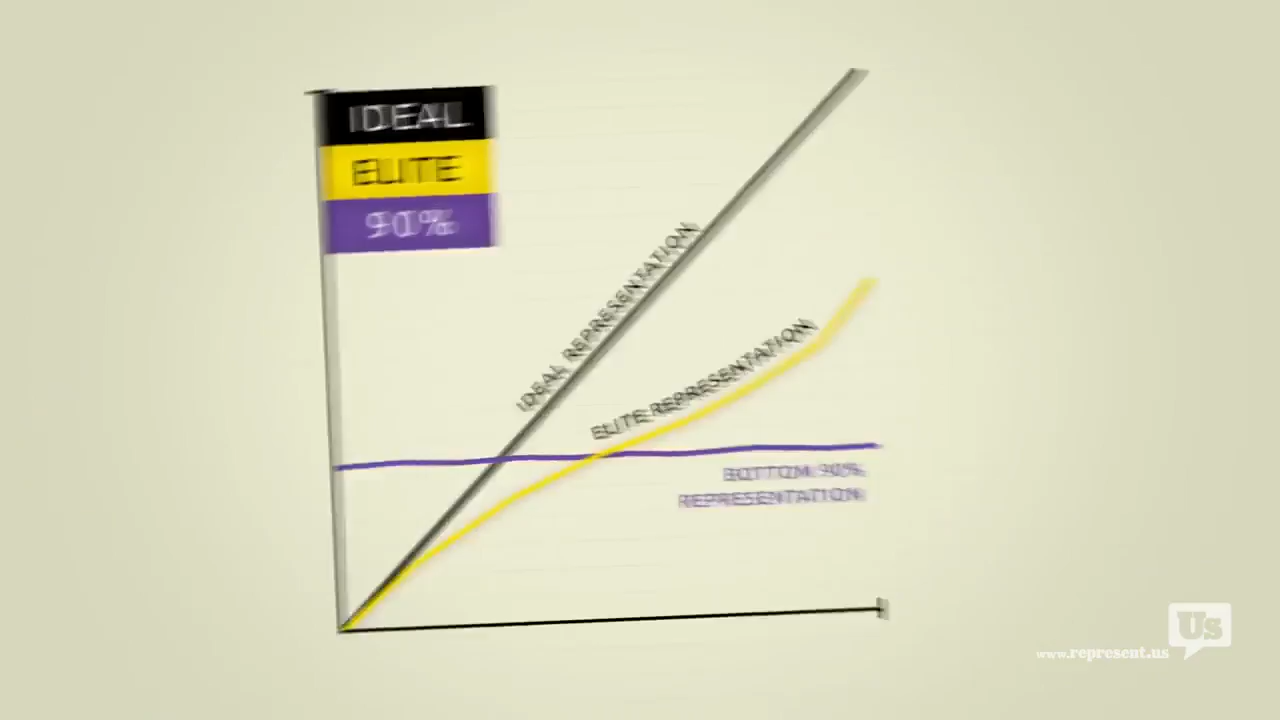 IDEAL
ELITE
90%
IDEAL REPRESENTATION
ELITE REPRESENTATION
BOTTOM 90%
REPRESENTATION
Us
www.represent.us